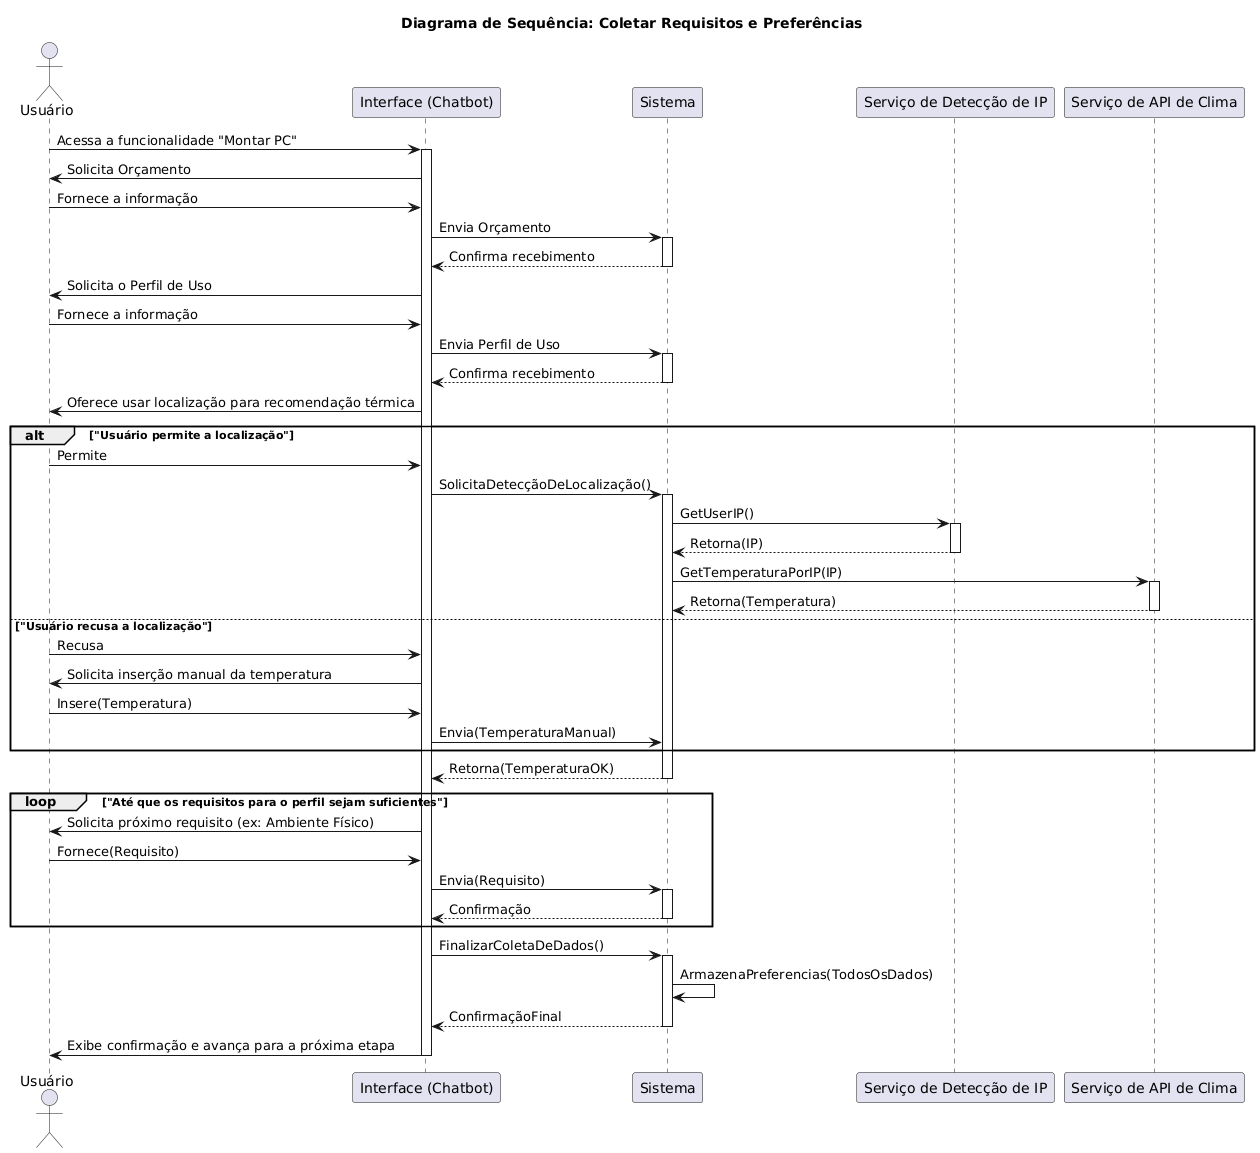 Diagrama de Sequência: Coletar Requisitos e Preferências
Usuário
Interface (Chatbot)
Sistema
Serviço de Detecção de IP
Serviço de API de Clima
Acessa a funcionalidade "Montar PC"
Solicita Orçamento
Fornece a informação
Envia Orçamento
Confirma recebimento
Solicita o Perfil de Uso
Fornece a informação
Envia Perfil de Uso
Confirma recebimento
Oferece usar localização para recomendação térmica
alt
["Usuário permite a localização"]
Permite
SolicitaDetecçãoDeLocalização()
GetUserIP()
Retorna(IP)
GetTemperaturaPorIP(IP)
Retorna(Temperatura)
["Usuário recusa a localização"]
Recusa
Solicita inserção manual da temperatura
Insere(Temperatura)
Envia(TemperaturaManual)
Retorna(TemperaturaOK)
loop
["Até que os requisitos para o perfil sejam suficientes"]
Solicita próximo requisito (ex: Ambiente Físico)
Fornece(Requisito)
Envia(Requisito)
Confirmação
FinalizarColetaDeDados()
ArmazenaPreferencias(TodosOsDados)
ConfirmaçãoFinal
Exibe confirmação e avança para a próxima etapa
Usuário
Interface (Chatbot)
Sistema
Serviço de Detecção de IP
Serviço de API de Clima